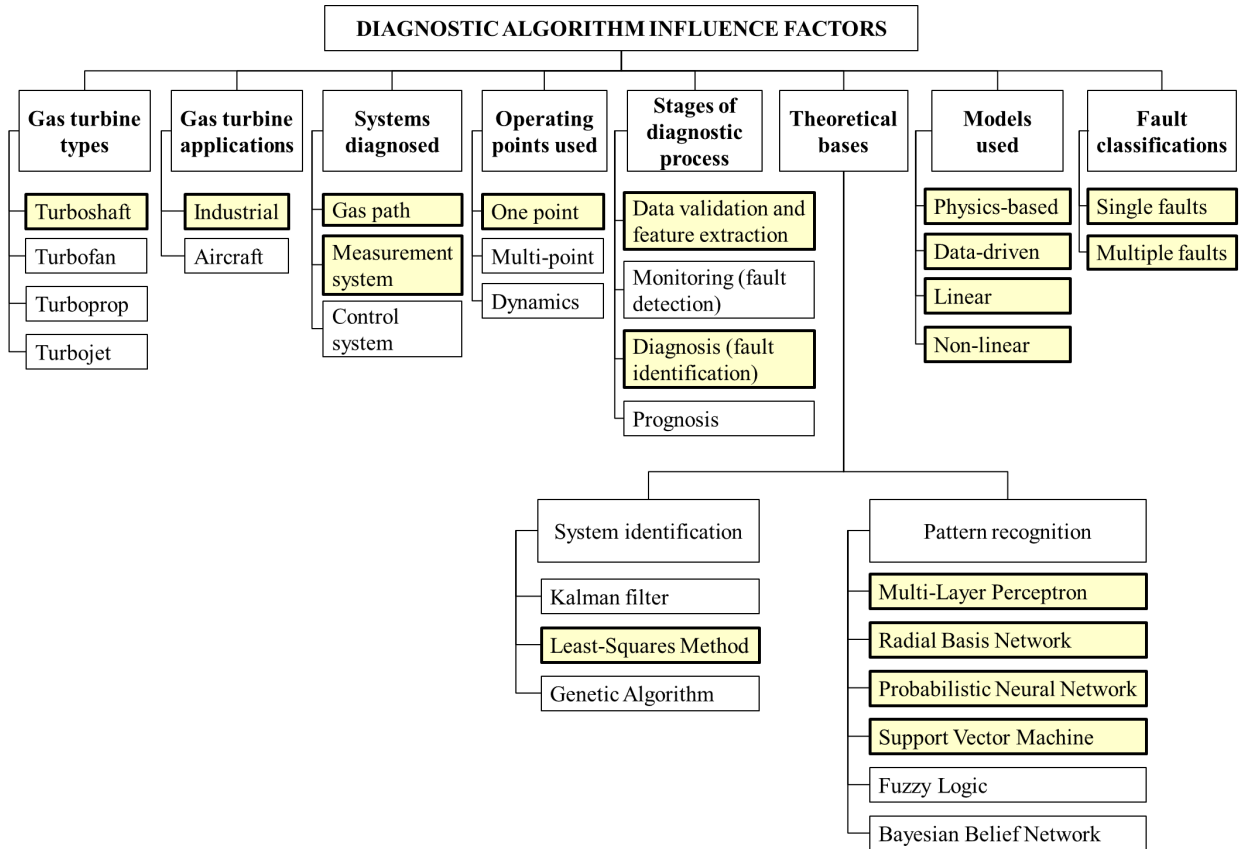 DIAGNOSTIC ALGORITHM INFLUENCE FACTORS
Gas turbine
types
Turboshaft
Turbofan
Turboprop
Turbojet
Gas turbine
applications
Industrial
Aircraft
Systems
diagnosed
Gas path
Measurement
system
Control
system
Operating
points used
One point
Multi-point
Dynamics
Stages of
diagnostic
process
Data validation and
feature extraction
Monitoring (fault
detection)
Diagnosis (fault
identification)
Prognosis
Theoretical
bases
System identification
Kalman filter
Least-Squares Method
Genetic Algorithm
Pattern recognition
Multi-Layer Perceptron
Radial Basis Network
Probabilistic Neural Network
Support Vector Machine
Fuzzy Logic
Bayesian Belief Network
Models
used
Physics-based
Data-driven
Linear
Non-linear
Fault
classifications
Single faults
Multiple faults